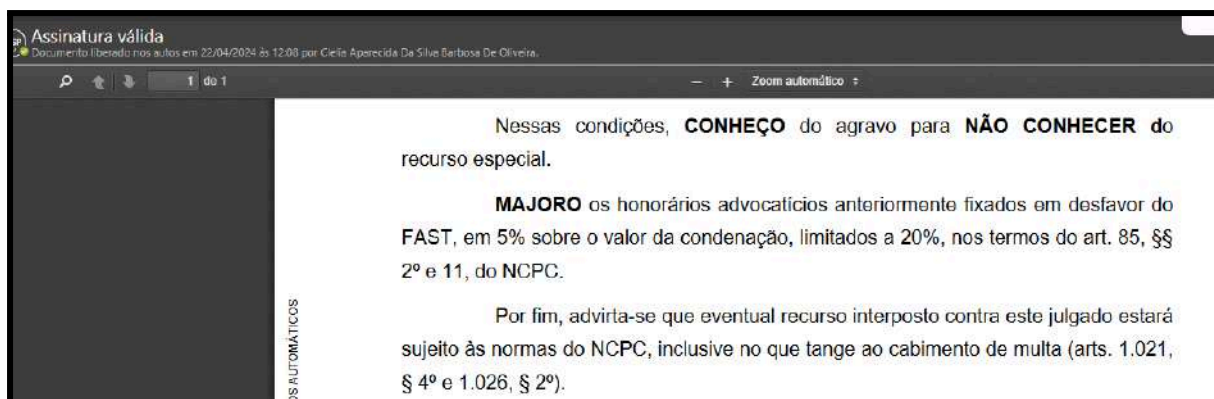 Assinatura válida
Documento liberado nos autos em 22/04/2024 às 12:08 por Clelia Aparecida Da Silva Barbosa De Oliveira.
1 de 1
− + Zoom automático
Nessas condições, CONHEÇO do agravo para NÃO CONHECER do
recurso especial.
MAJORO os honorários advocatícios anteriormente fixados em desfavor do
FAST, em 5% sobre o valor da condenação, limitados a 20%, nos termos do art. 85, §§
2º e 11, do NCPC.
Por fim, advirta-se que eventual recurso interposto contra este julgado estará
sujeito às normas do NCPC, inclusive no que tange ao cabimento de multa (arts. 1.021,
§ 4º e 1.026, § 2º).
OS AUTOMÁTICOS